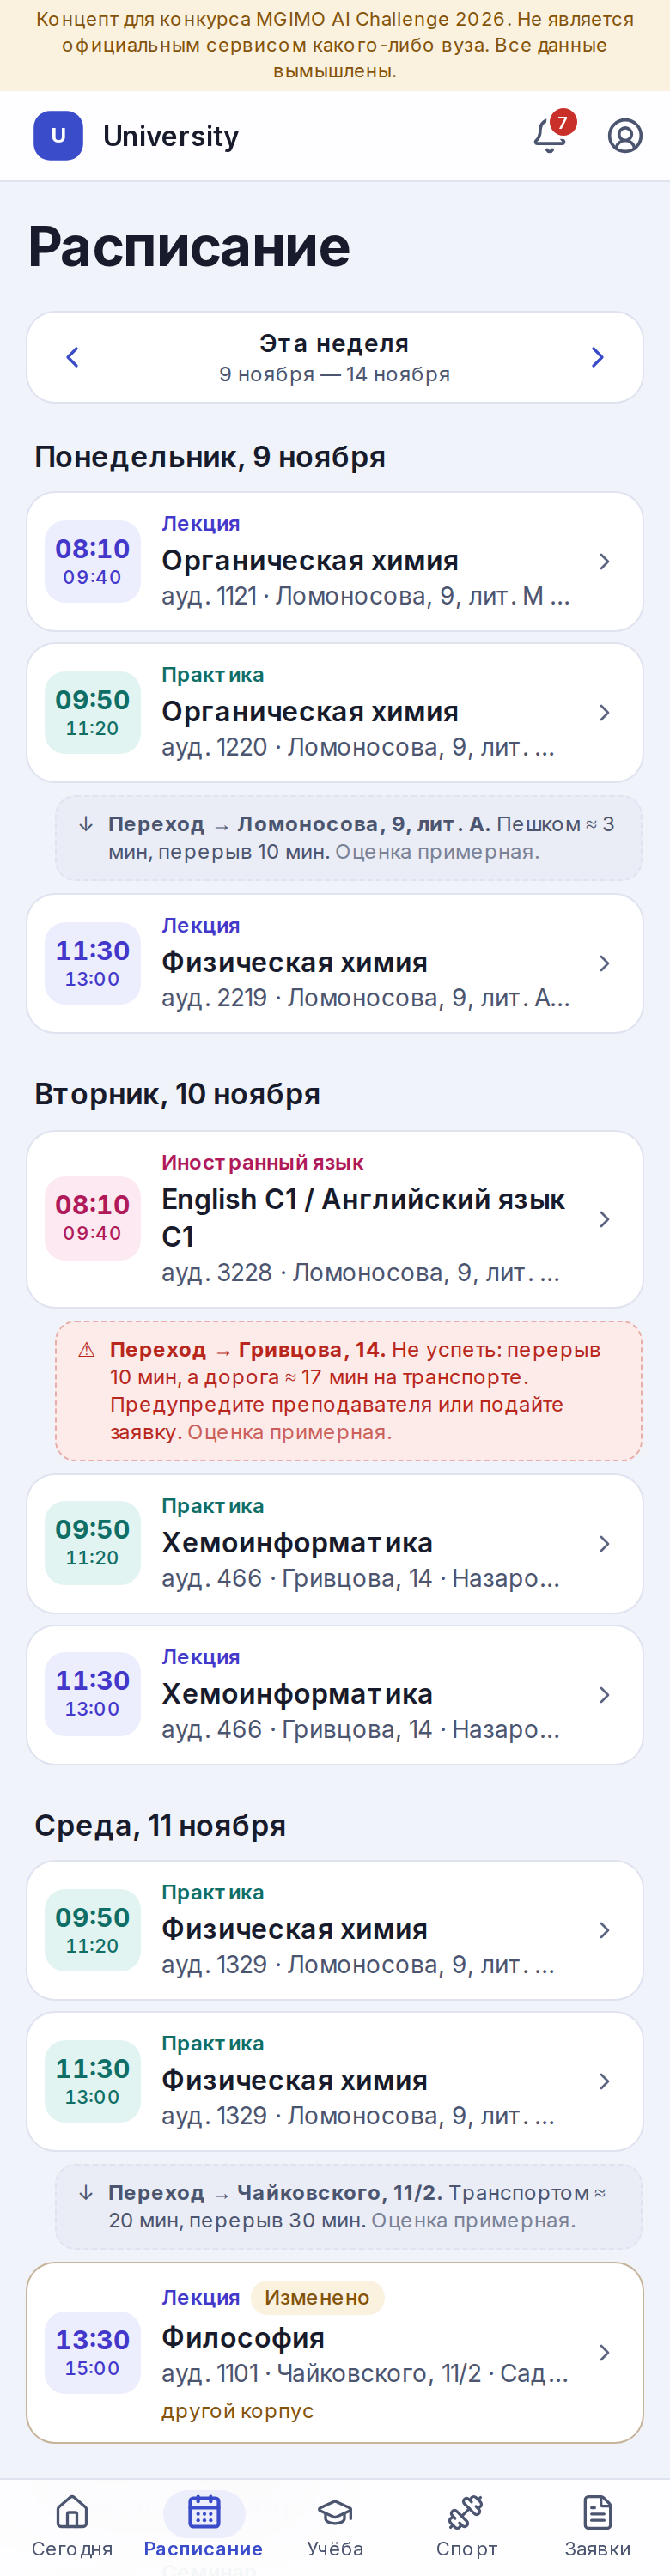 Концепт для конкурса MGIMO AI Challenge 2026. Не является
официальным сервисом какого-либо вуза. Все данные
вымышлены.
U University 7
Расписание
Эта неделя
9 ноября — 14 ноября
Понедельник, 9 ноября
Лекция
08:10
Органическая химия
09:40
ауд. 1121 · Ломоносова, 9, лит. М ...
Практика
09:50
Органическая химия
11:20
ауд. 1220 · Ломоносова, 9, лит. ...
↓ Переход → Ломоносова, 9, лит. А. Пешком ≈ 3
мин, перерыв 10 мин. Оценка примерная.
Лекция
11:30
Физическая химия
13:00
ауд. 2219 · Ломоносова, 9, лит. А...
Вторник, 10 ноября
Иностранный язык
08:10
English C1 / Английский язык
09:40
C1
ауд. 3228 · Ломоносова, 9, лит. ...
⚠ Переход → Гривцова, 14. Не успеть: перерыв
10 мин, а дорога ≈ 17 мин на транспорте.
Предупредите преподавателя или подайте
заявку. Оценка примерная.
Практика
09:50
Хемоинформатика
11:20
ауд. 466 · Гривцова, 14 · Назаро...
Лекция
11:30
Хемоинформатика
13:00
ауд. 466 · Гривцова, 14 · Назаро...
Среда, 11 ноября
Практика
09:50
Физическая химия
11:20
ауд. 1329 · Ломоносова, 9, лит. ...
Практика
11:30
Физическая химия
13:00
ауд. 1329 · Ломоносова, 9, лит. ...
↓ Переход → Чайковского, 11/2. Транспортом ≈
20 мин, перерыв 30 мин. Оценка примерная.
Лекция Изменено
13:30
Философия
15:00
ауд. 1101 · Чайковского, 11/2 · Сад...
другой корпус
Сегодня Расписание Учёба Спорт Заявки
Семинар